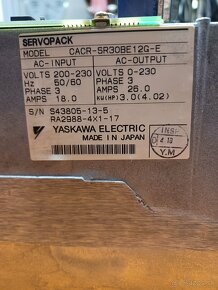 SERVOPACK
MODEL CACR-SR30BE12G-E
AC-INPUT AC-OUTPUT
VOLTS 200-230 VOLTS 0-230
Hz 50/60 PHASE 3
PHASE 3 AMPS 26.0
AMPS 18.0 KW(HP) 3.0(4.02)
S/N S43805-13-5
RA2988-4X1-17
YASKAWA ELECTRIC
MADE IN JAPAN
INSP
Y.M